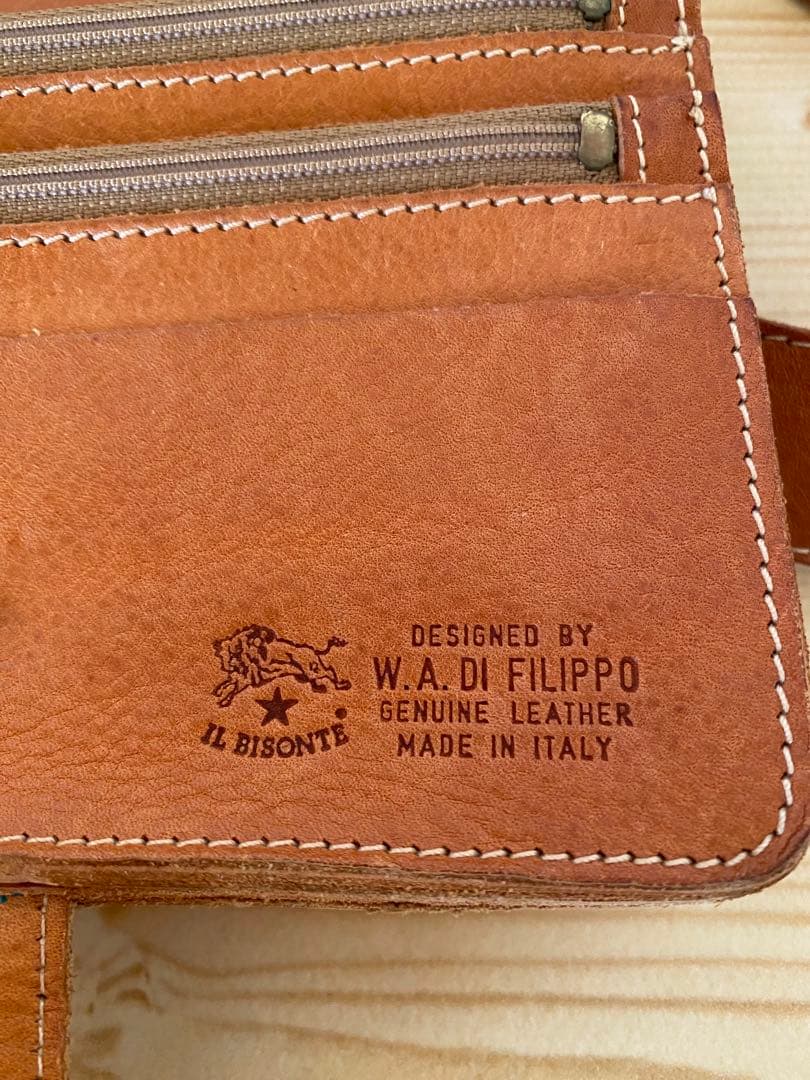 IL BISONTE
DESIGNED BY
W.A. DI FILIPPO
GENUINE LEATHER
MADE IN ITALY